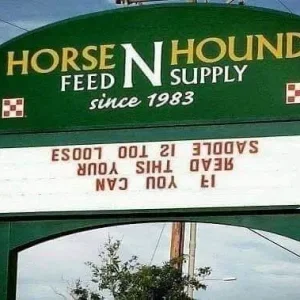 HORSE N HOUND
FEED SUPPLY
since 1983
IF YOU CAN
READ THIS YOUR
SADDLE IS TOO LOOSE